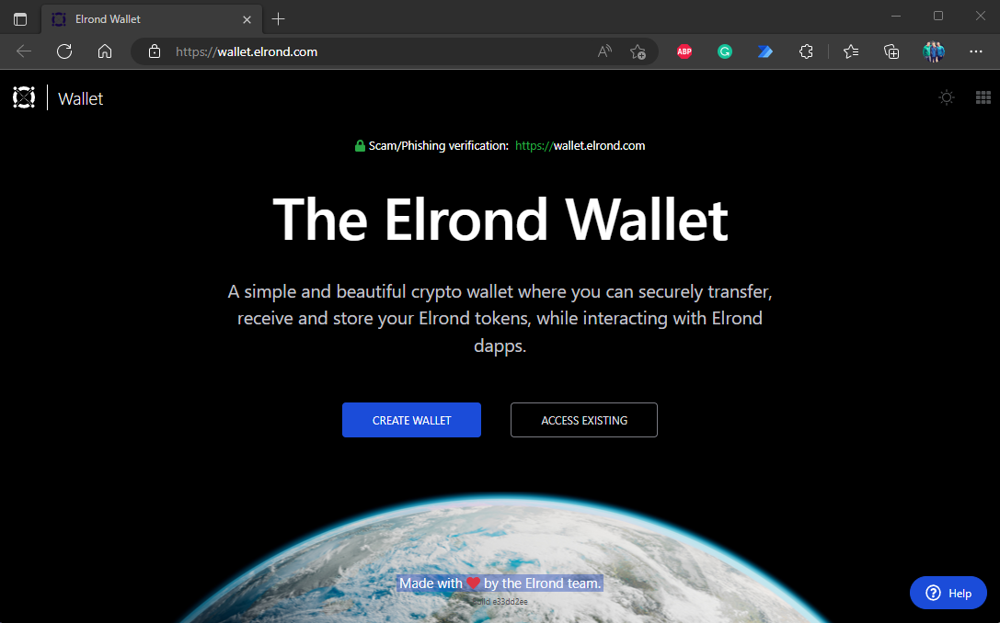 Elrond Wallet
https://wallet.elrond.com
ABP
Wallet
Scam/Phishing verification: https://wallet.elrond.com
The Elrond Wallet
A simple and beautiful crypto wallet where you can securely transfer,
receive and store your Elrond tokens, while interacting with Elrond
dapps.
CREATE WALLET
ACCESS EXISTING
Made with ❤️ by the Elrond team.
Build e33dd2ee
Help